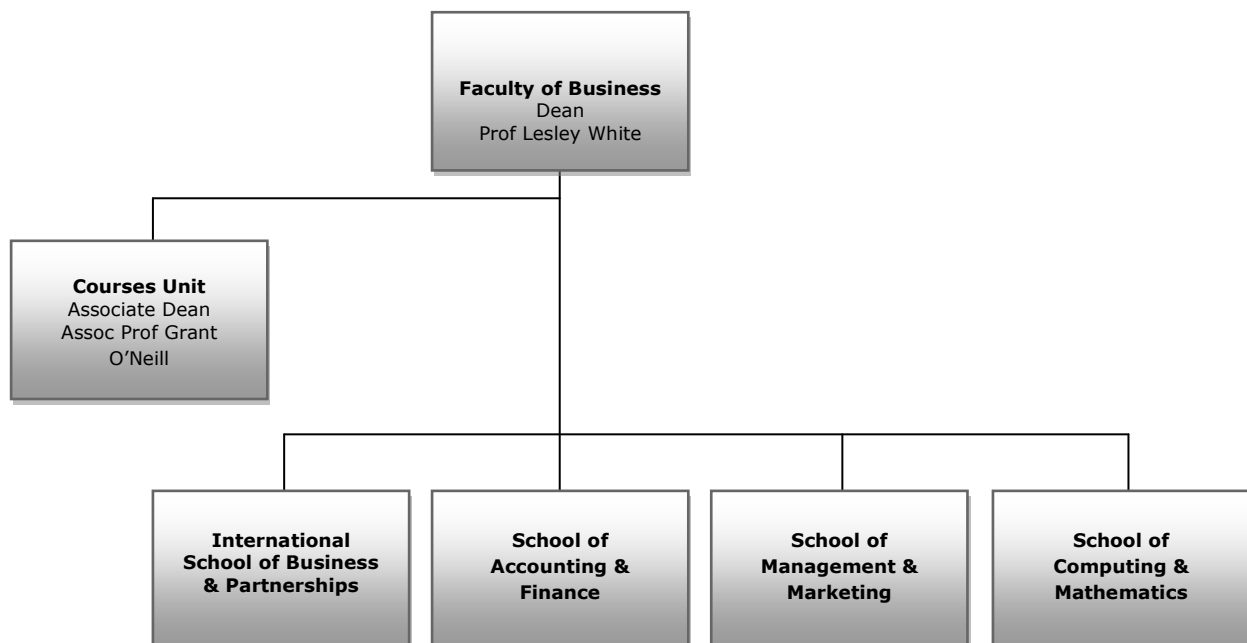 Faculty of Business
Dean
Prof Lesley White
Courses Unit
Associate Dean
Assoc Prof Grant
O’Neill
International
School of Business
& Partnerships
School of
Accounting &
Finance
School of
Management &
Marketing
School of
Computing &
Mathematics